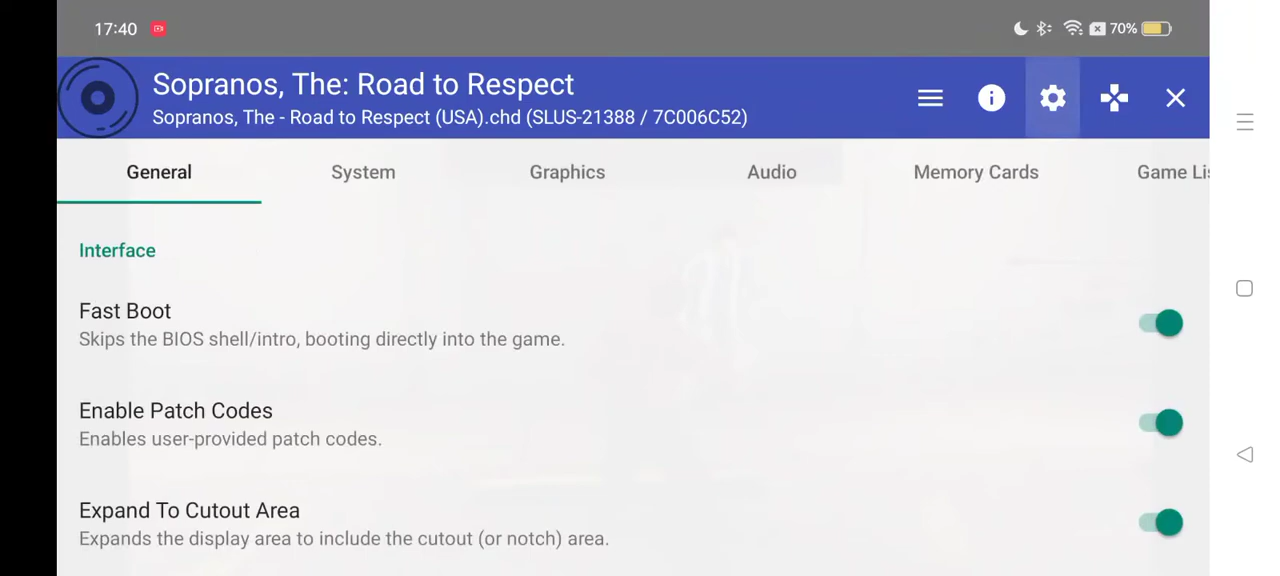 17:40
70%
Sopranos, The: Road to Respect
Sopranos, The - Road to Respect (USA).chd (SLUS-21388 / 7C006C52)
General System Graphics Audio Memory Cards Game Lis
Interface
Fast Boot
Skips the BIOS shell/intro, booting directly into the game.
Enable Patch Codes
Enables user-provided patch codes.
Expand To Cutout Area
Expands the display area to include the cutout (or notch) area.